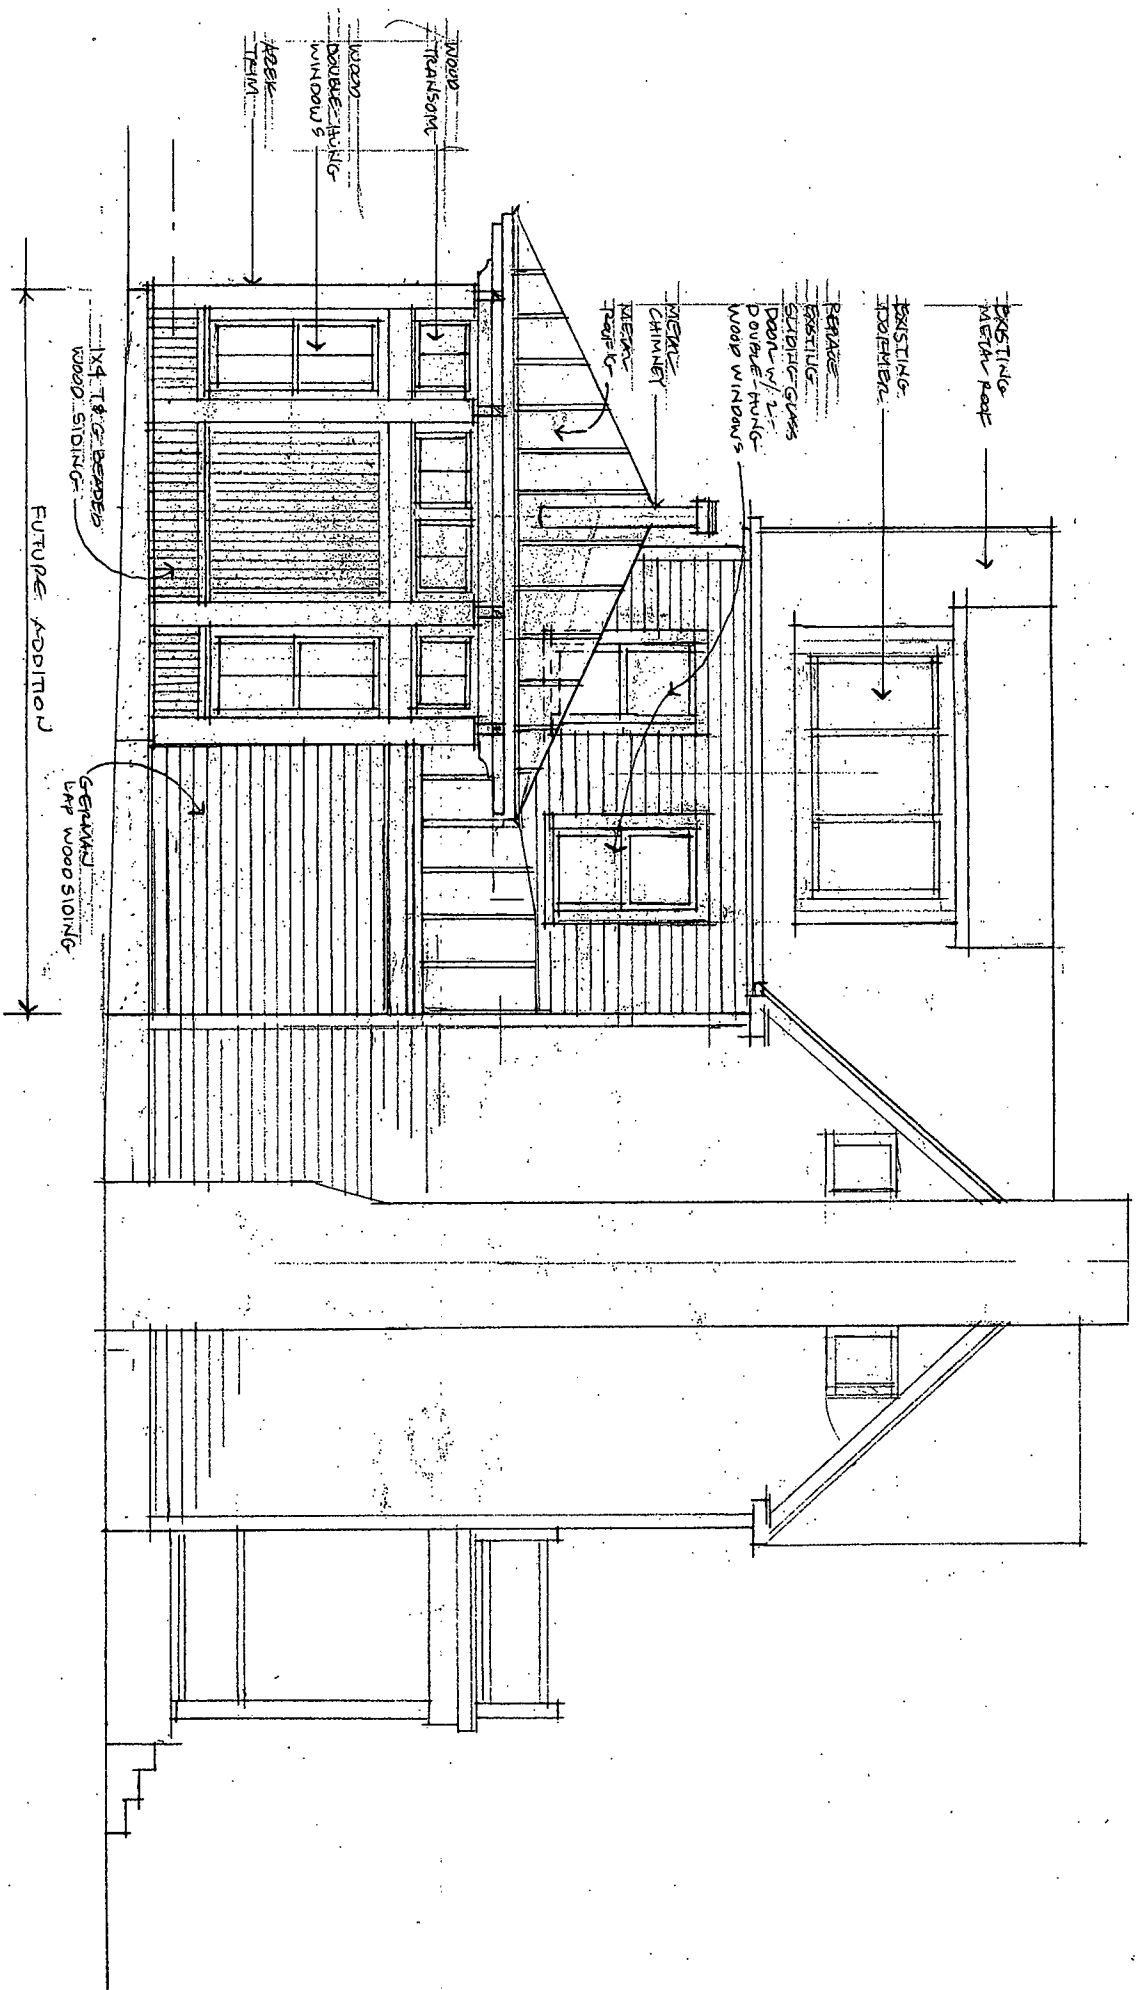 EXISTING
METAL ROOF
EXISTING
DORMER
REPLACE
EXISTING
SLIDING GLASS
DOOR W/ 2-
DOUBLE-HUNG
WOOD WINDOWS
METAL
CHIMNEY
METAL
ROOF'G
WOOD
TRANSOM
WOOD
DOUBLE-HUNG
WINDOWS
AZEK
TRIM
1X4 T&G BEADED
WOOD SIDING
GERMAN
LAP WOOD SIDING
FUTURE ADDITION